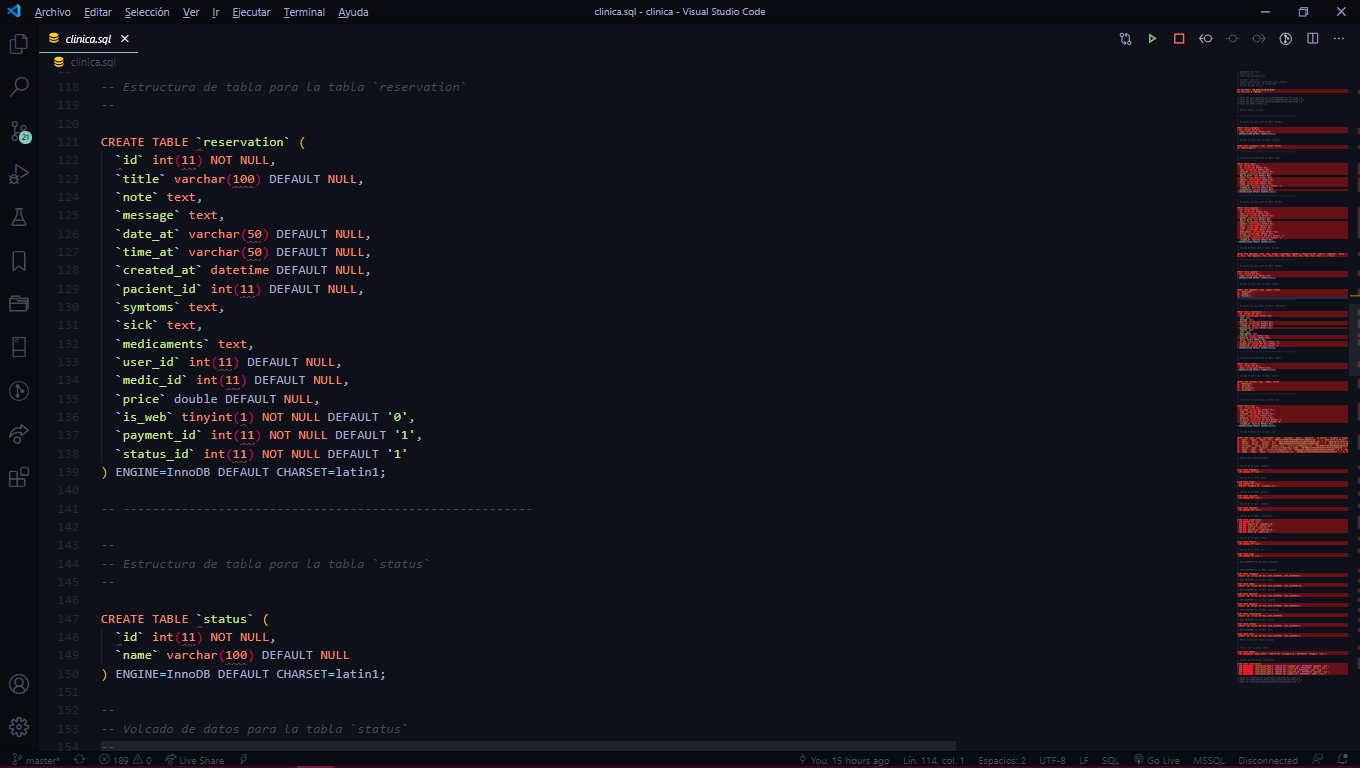 Archivo Editar Selección Ver Ir Ejecutar Terminal Ayuda
clinica.sql - clinica - Visual Studio Code
clinica.sql
clinica.sql
118 -- Estructura de tabla para la tabla `reservation`
119 --
120
121 CREATE TABLE `reservation` (
122 `id` int(11) NOT NULL,
123 `title` varchar(100) DEFAULT NULL,
124 `note` text,
125 `message` text,
126 `date_at` varchar(50) DEFAULT NULL,
127 `time_at` varchar(50) DEFAULT NULL,
128 `created_at` datetime DEFAULT NULL,
129 `pacient_id` int(11) DEFAULT NULL,
130 `symtoms` text,
131 `sick` text,
132 `medicaments` text,
133 `user_id` int(11) DEFAULT NULL,
134 `medic_id` int(11) DEFAULT NULL,
135 `price` double DEFAULT NULL,
136 `is_web` tinyint(1) NOT NULL DEFAULT '0',
137 `payment_id` int(11) NOT NULL DEFAULT '1',
138 `status_id` int(11) NOT NULL DEFAULT '1'
139 ) ENGINE=InnoDB DEFAULT CHARSET=latin1;
140
141 -- --------------------------------------------------------
142
143 --
144 -- Estructura de tabla para la tabla `status`
145 --
146
147 CREATE TABLE `status` (
148 `id` int(11) NOT NULL,
149 `name` varchar(100) DEFAULT NULL
150 ) ENGINE=InnoDB DEFAULT CHARSET=latin1;
151
152 --
153 -- Volcado de datos para la tabla `status`
154 --
21
master* 189 0 Live Share You, 15 hours ago Lín. 114, col. 1 Espacios: 2 UTF-8 LF SQL Go Live MSSQL Disconnected